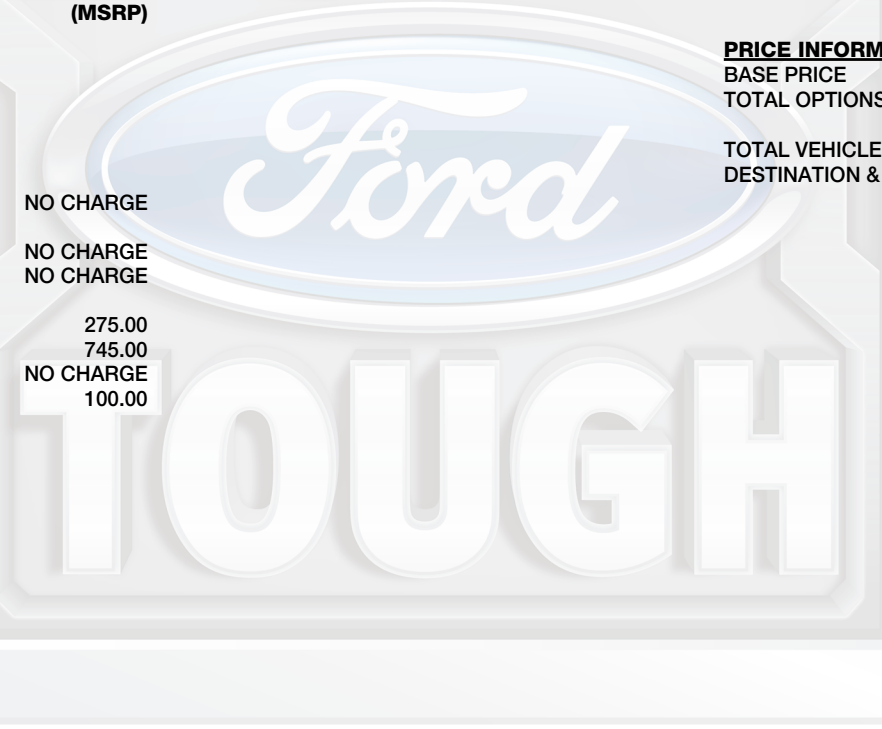 (MSRP)
NO CHARGE
NO CHARGE
NO CHARGE
275.00
745.00
NO CHARGE
100.00
PRICE INFORM
BASE PRICE
TOTAL OPTIONS
TOTAL VEHICLE
DESTINATION &
Ford
TOUGH